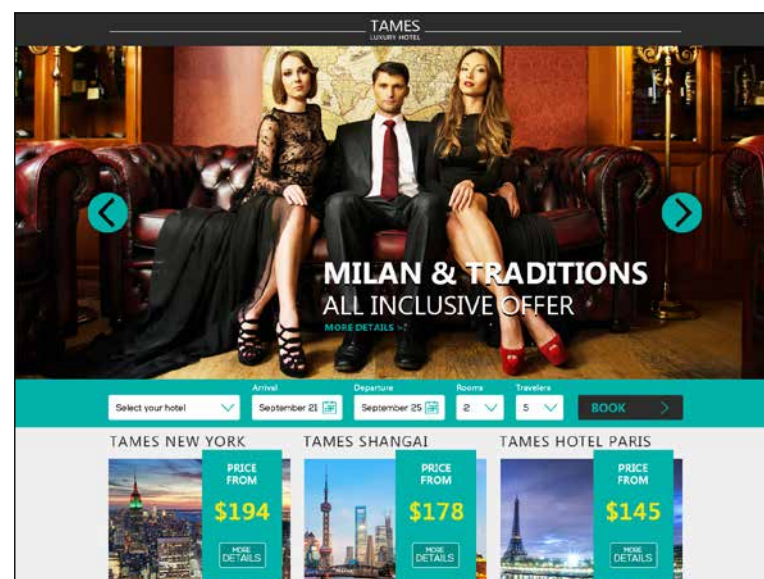 TAMES
LUXURY HOTEL
MILAN & TRADITIONS
ALL INCLUSIVE OFFER
MORE DETAILS >
Arrival Departure Rooms Travelers
Select your hotel September 21 September 25 2 5 BOOK
TAMES NEW YORK TAMES SHANGAI TAMES HOTEL PARIS
PRICE PRICE PRICE
FROM FROM FROM
$194 $178 $145
MORE MORE MORE
DETAILS DETAILS DETAILS